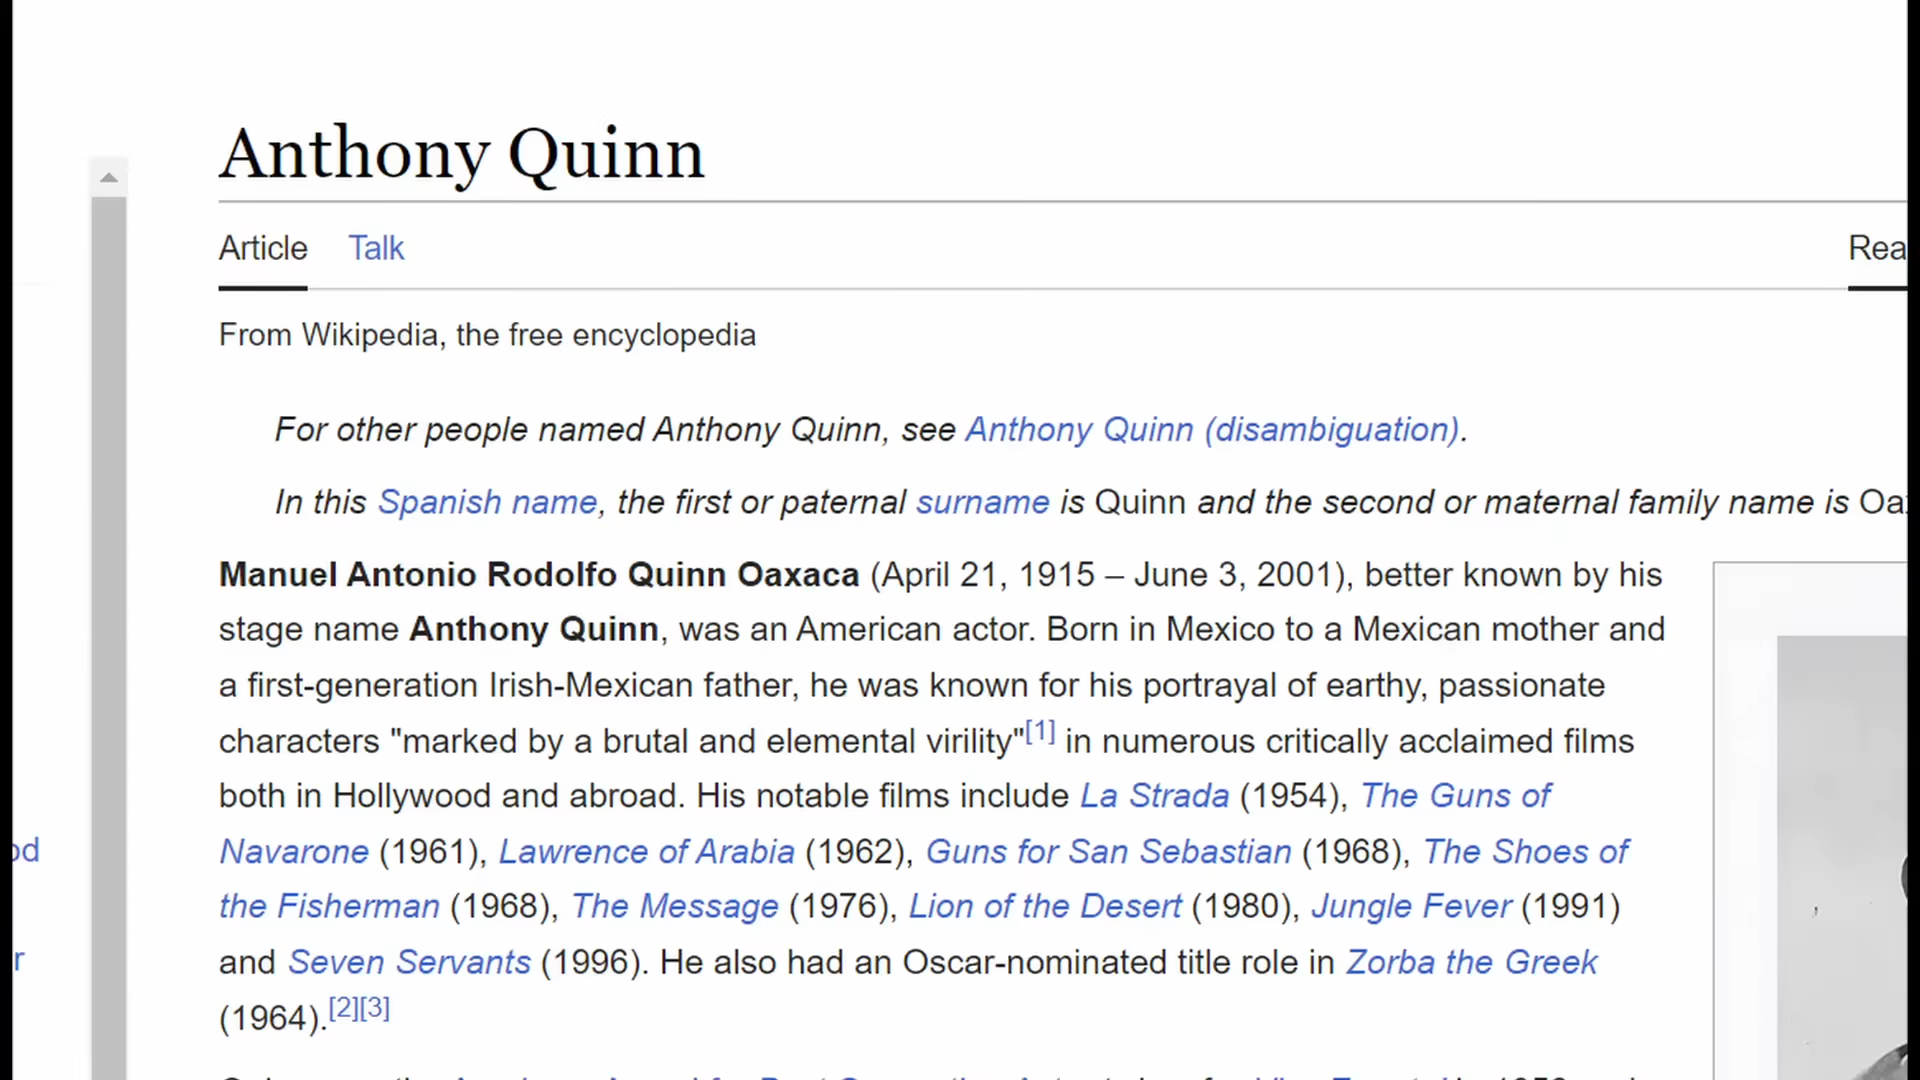 Anthony Quinn
Article Talk
From Wikipedia, the free encyclopedia
For other people named Anthony Quinn, see Anthony Quinn (disambiguation).
In this Spanish name, the first or paternal surname is Quinn and the second or maternal family name is
Manuel Antonio Rodolfo Quinn Oaxaca (April 21, 1915 – June 3, 2001), better known by his
stage name Anthony Quinn, was an American actor. Born in Mexico to a Mexican mother and
a first-generation Irish-Mexican father, he was known for his portrayal of earthy, passionate
characters "marked by a brutal and elemental virility"[1] in numerous critically acclaimed films
both in Hollywood and abroad. His notable films include La Strada (1954), The Guns of
Navarone (1961), Lawrence of Arabia (1962), Guns for San Sebastian (1968), The Shoes of
the Fisherman (1968), The Message (1976), Lion of the Desert (1980), Jungle Fever (1991)
and Seven Servants (1996). He also had an Oscar-nominated title role in Zorba the Greek
(1964).[2][3]